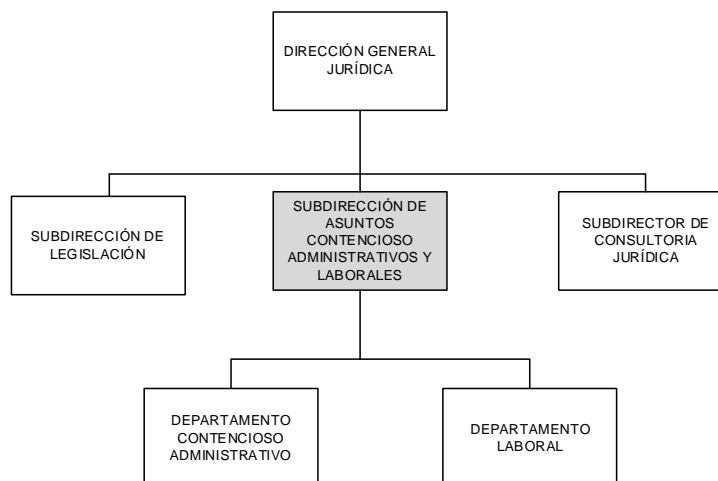 DIRECCIÓN GENERAL
JURÍDICA
SUBDIRECCIÓN DE
LEGISLACIÓN
SUBDIRECCIÓN DE
ASUNTOS
CONTENCIOSO
ADMINISTRATIVOS Y
LABORALES
SUBDIRECTOR DE
CONSULTORIA
JURÍDICA
DEPARTAMENTO
CONTENCIOSO
ADMINISTRATIVO
DEPARTAMENTO
LABORAL